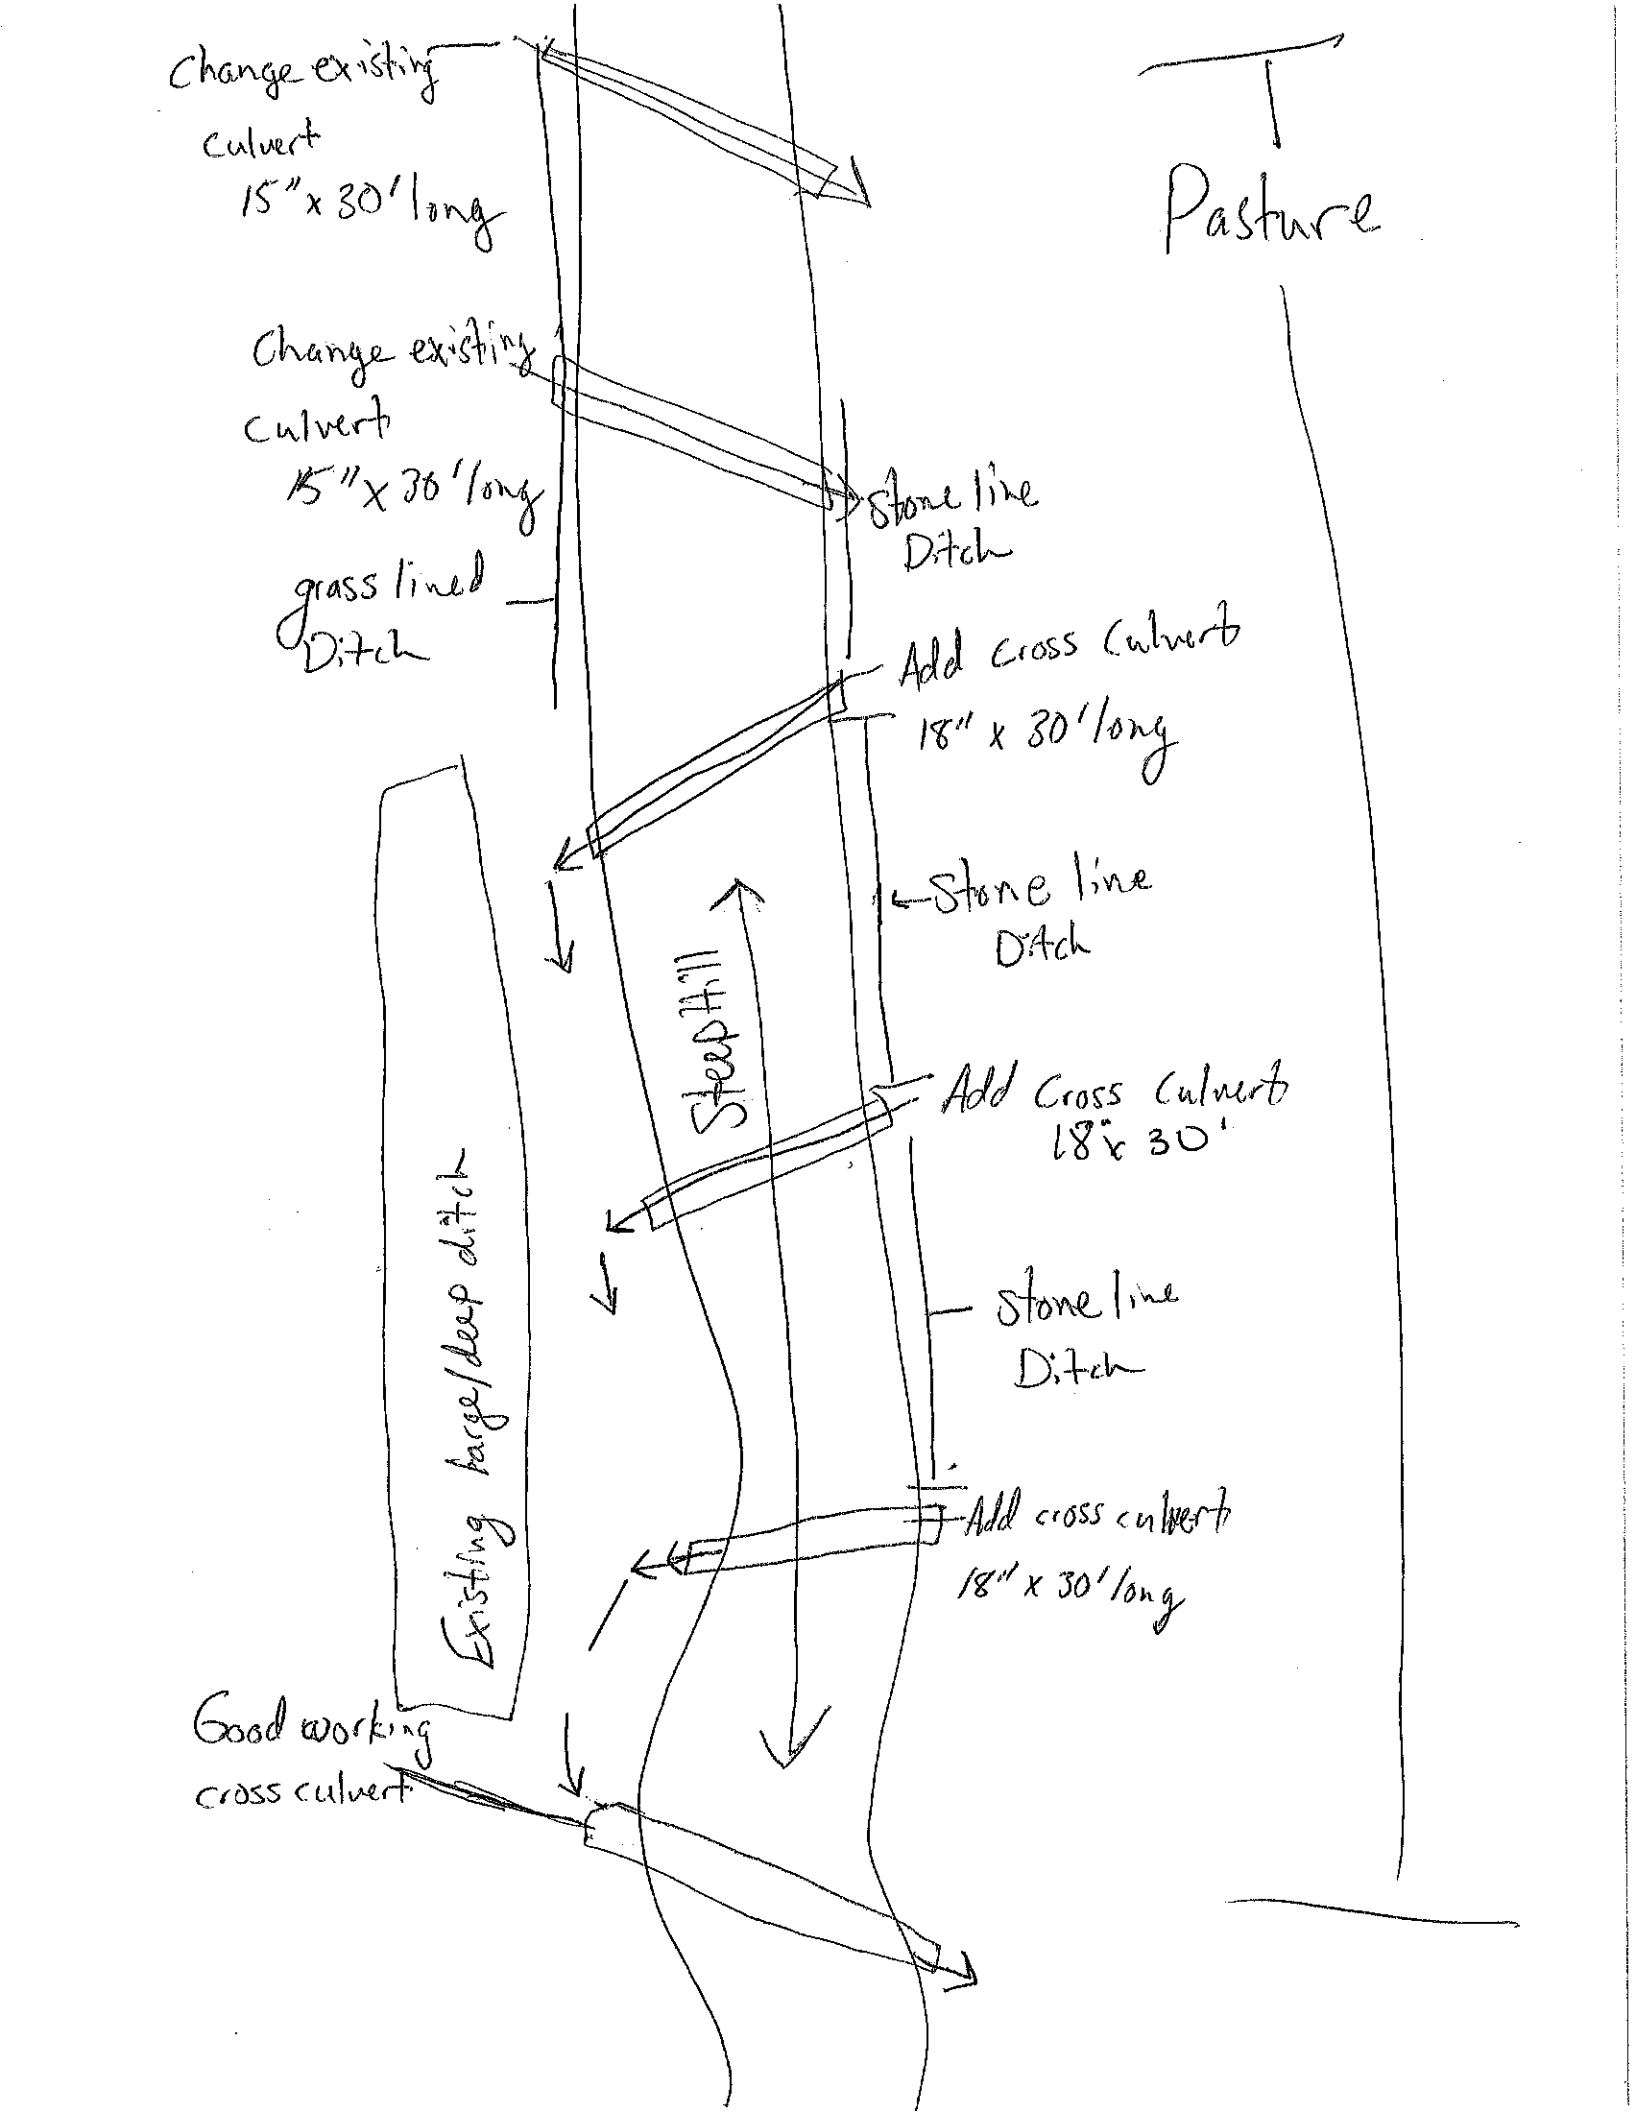 Change existing
Culvert
15" x 30' long
Pasture
Change existing
Culvert
15" x 30' long
Stone line
Ditch
grass lined
Ditch
Add cross Culvert
18" x 30' long
Stone line
Ditch
Steep Hill
Add Cross Culvert
18" x 30'
Existing large/deep ditch
Stone line
Ditch
Add cross culvert
18" x 30' long
Good working
cross culvert